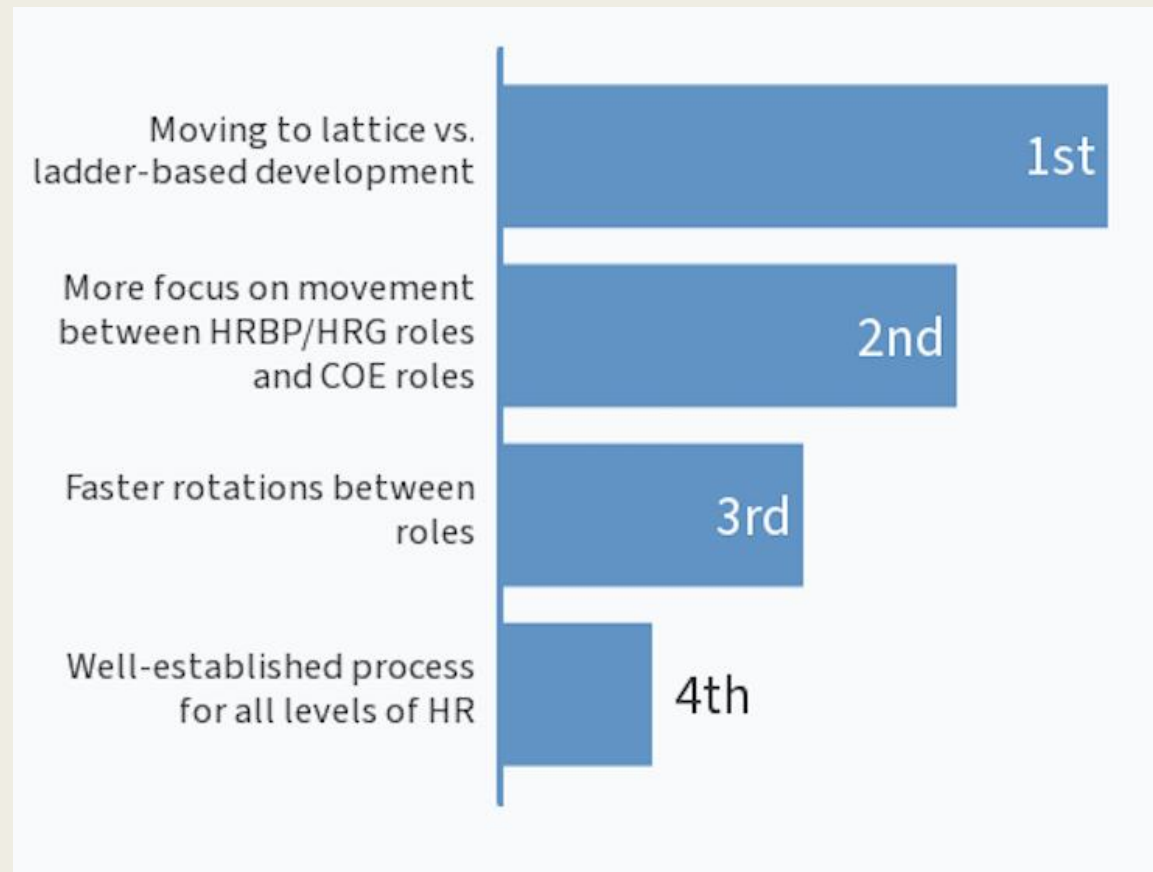 Moving to lattice vs.
ladder-based development
1st
More focus on movement
between HRBP/HRG roles
and COE roles
2nd
Faster rotations between
roles
3rd
Well-established process
for all levels of HR
4th